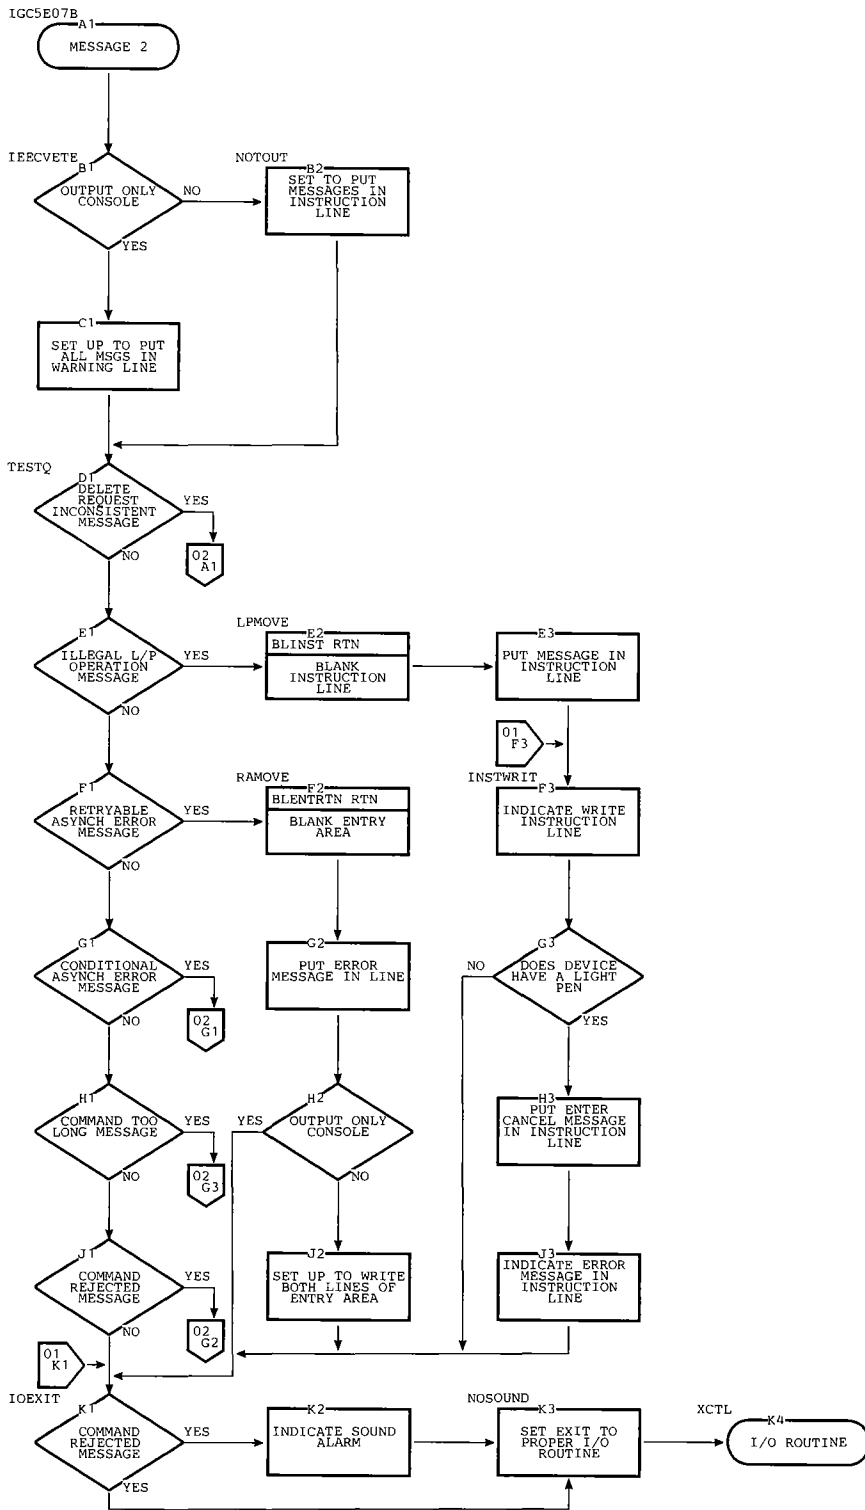 IGC5E07B
A1
MESSAGE 2
IEECVETE
B1
OUTPUT ONLY
CONSOLE
NO
YES
NOTOUT
B2
SET TO PUT
MESSAGES IN
INSTRUCTION
LINE
C1
SET UP TO PUT
ALL MSGS IN
WARNING LINE
TESTQ
D1
DELETE
REQUEST
INCONSISTENT
MESSAGE
YES
NO
02
A1
E1
ILLEGAL L/P
OPERATION
MESSAGE
YES
NO
LPMOVE
E2
BLINST RTN
BLANK
INSTRUCTION
LINE
E3
PUT MESSAGE IN
INSTRUCTION
LINE
01
F3
F1
RETRYABLE
ASYNCH ERROR
MESSAGE
YES
NO
RAMOVE
F2
BLENTRTN RTN
BLANK ENTRY
AREA
INSTWRIT
F3
INDICATE WRITE
INSTRUCTION
LINE
G1
CONDITIONAL
ASYNCH ERROR
MESSAGE
YES
NO
02
G1
G2
PUT ERROR
MESSAGE IN LINE
G3
DOES DEVICE
HAVE A LIGHT
PEN
NO
YES
H1
COMMAND TOO
LONG MESSAGE
YES
NO
02
G3
H2
OUTPUT ONLY
CONSOLE
YES
NO
H3
PUT ENTER
CANCEL MESSAGE
IN INSTRUCTION
LINE
J1
COMMAND
REJECTED
MESSAGE
YES
NO
02
G2
J2
SET UP TO WRITE
BOTH LINES OF
ENTRY AREA
J3
INDICATE ERROR
MESSAGE IN
INSTRUCTION
LINE
01
K1
IOEXIT
K1
COMMAND
REJECTED
MESSAGE
YES
YES
K2
INDICATE SOUND
ALARM
NOSOUND
K3
SET EXIT TO
PROPER I/O
ROUTINE
XCTL
K4
I/O ROUTINE